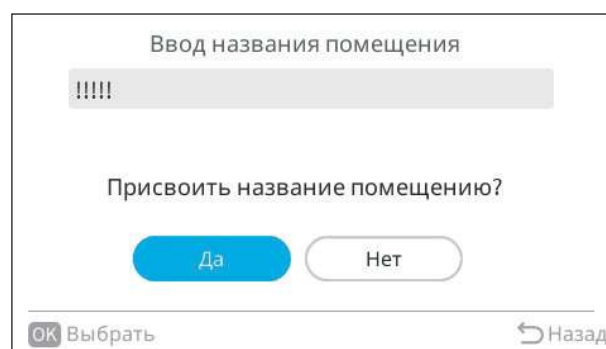 Ввод названия помещения
!!!!!
Присвоить название помещению?
Да Нет
OK Выбрать Назад